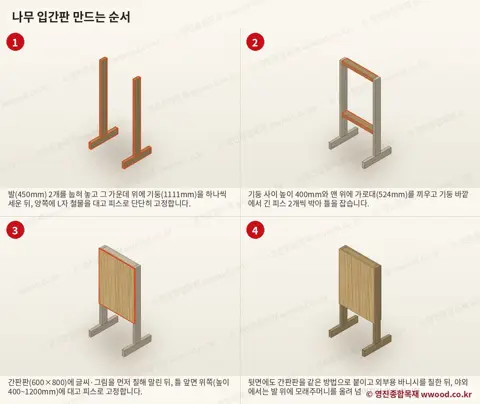 나무 입간판 만드는 순서
1
2
발(450mm) 2개를 눕혀 놓고 그 가운데 위에 기둥(1111mm)을 하나씩
세운 뒤, 양쪽에 L자 철물을 대고 피스로 단단히 고정합니다.
기둥 사이 높이 400mm와 맨 위에 가로대(524mm)를 끼우고 기둥 바깥
에서 긴 피스 2개씩 박아 틀을 잡습니다.
3
4
간판판(600×800)에 글씨·그림을 먼저 칠해 말린 뒤, 틀 앞면 위쪽(높이
400~1200mm)에 대고 피스로 고정합니다.
뒷면에도 간판판을 같은 방법으로 붙이고 외부용 바니시를 칠한 뒤, 야외
에서는 발 위에 모래주머니를 올려 넘
© 영진종합목재 wwood.co.kr